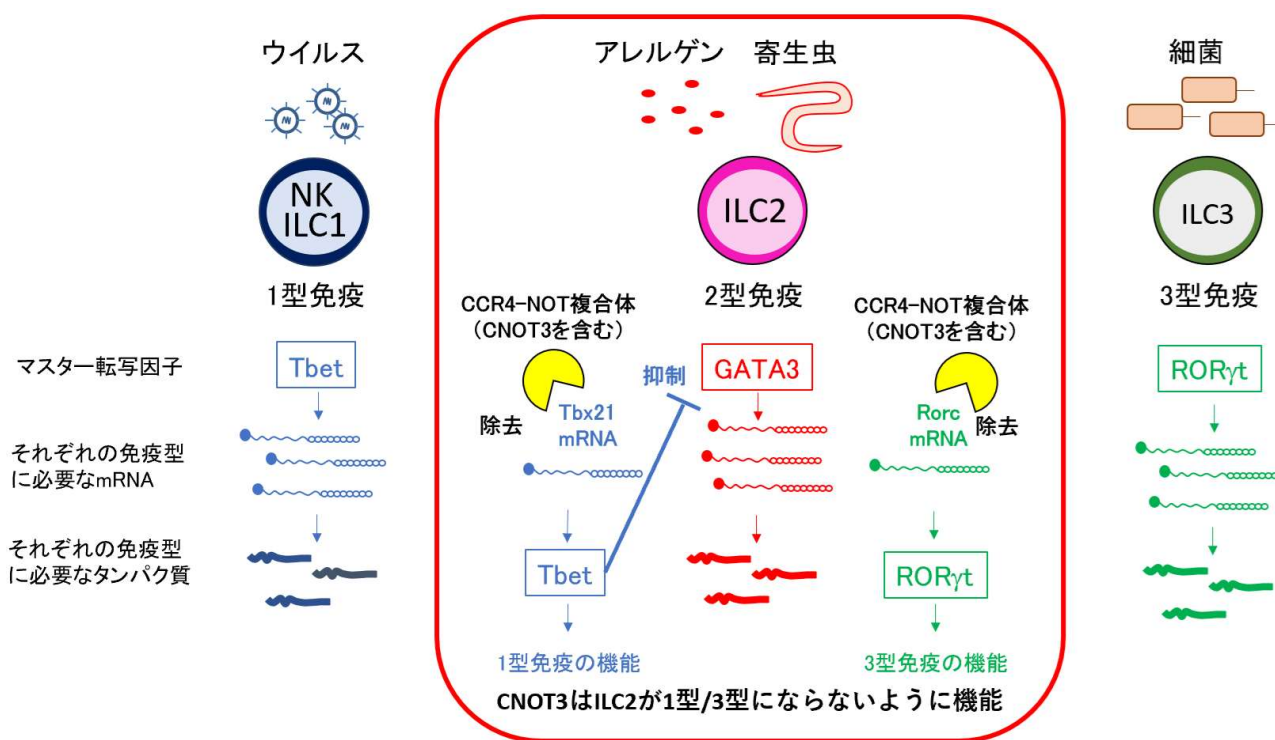 ウイルス
アレルゲン 寄生虫
細菌
NK
ILC1
ILC2
ILC3
1型免疫
2型免疫
3型免疫
CCR4-NOT複合体
(CNOT3を含む)
CCR4-NOT複合体
(CNOT3を含む)
マスター転写因子
Tbet
抑制
GATA3
RORγt
除去
Tbx21
mRNA
Rorc
mRNA
除去
それぞれの免疫型
に必要なmRNA
それぞれの免疫型
に必要なタンパク質
Tbet
RORγt
1型免疫の機能
3型免疫の機能
CNOT3はILC2が1型/3型にならないように機能